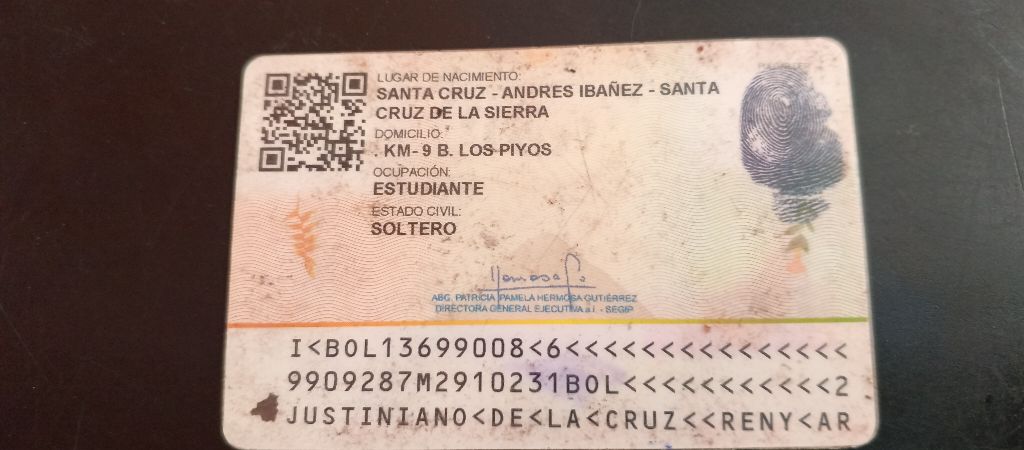 LUGAR DE NACIMIENTO:
SANTA CRUZ - ANDRES IBAÑEZ - SANTA
CRUZ DE LA SIERRA
DOMICILIO:
. KM- 9 B. LOS PIYOS
OCUPACIÓN:
ESTUDIANTE
ESTADO CIVIL:
SOLTERO
ABG. PATRICIA PAMELA HERMOSA GUTIÉRREZ
DIRECTORA GENERAL EJECUTIVA a.i. - SEGIP
I<BOL13699008<6<<<<<<<<<<<<<<<
9909287M2910231BOL<<<<<<<<<<<2
JUSTINIANO<DE<LA<CRUZ<<RENY<AR